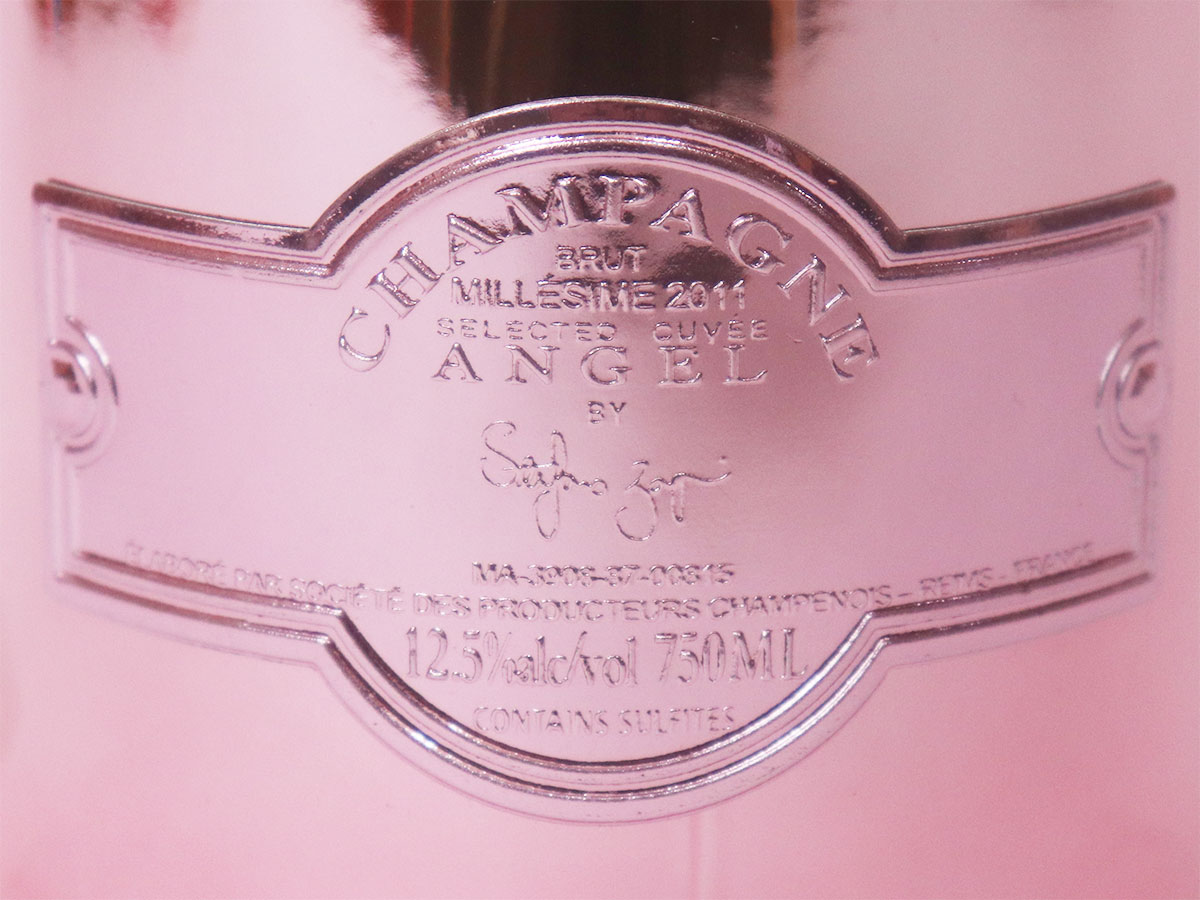 CHAMPAGNE
BRUT
MILLÉSIME 2011
SELECTED CUVÉE
ANGEL
BY
MA-3908-37-00815
ÉLABORÉ PAR SOCIÉTÉ DES PRODUCTEURS CHAMPENOIS – REIMS - FRANCE
12.5%alc/vol 750ML
CONTAINS SULFITES